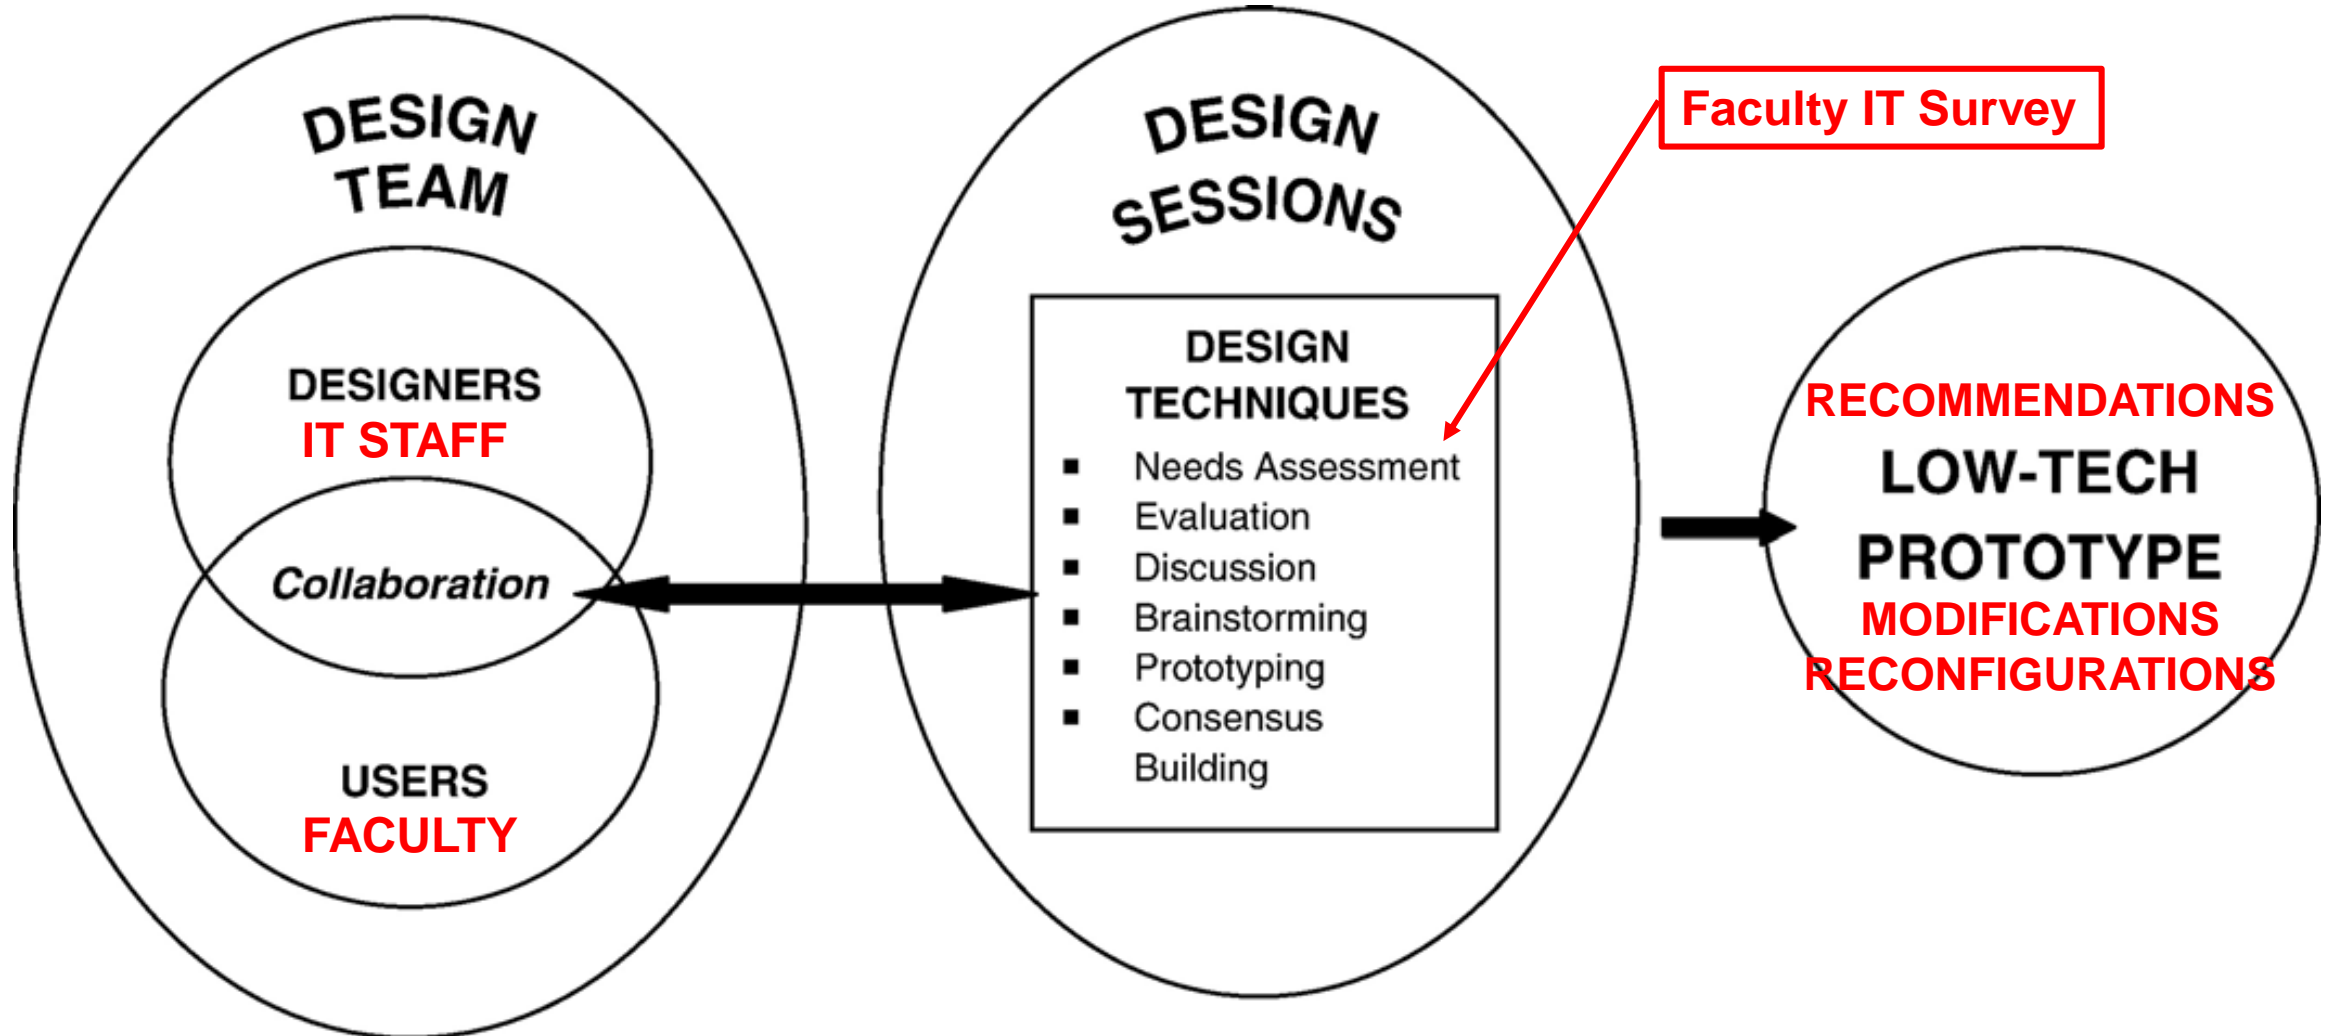 DESIGN
TEAM
DESIGNERS
IT STAFF
Collaboration
USERS
FACULTY
DESIGN
SESSIONS
DESIGN
TECHNIQUES
▪ Needs Assessment
▪ Evaluation
▪ Discussion
▪ Brainstorming
▪ Prototyping
▪ Consensus
Building
Faculty IT Survey
RECOMMENDATIONS
LOW-TECH
PROTOTYPE
MODIFICATIONS
RECONFIGURATIONS